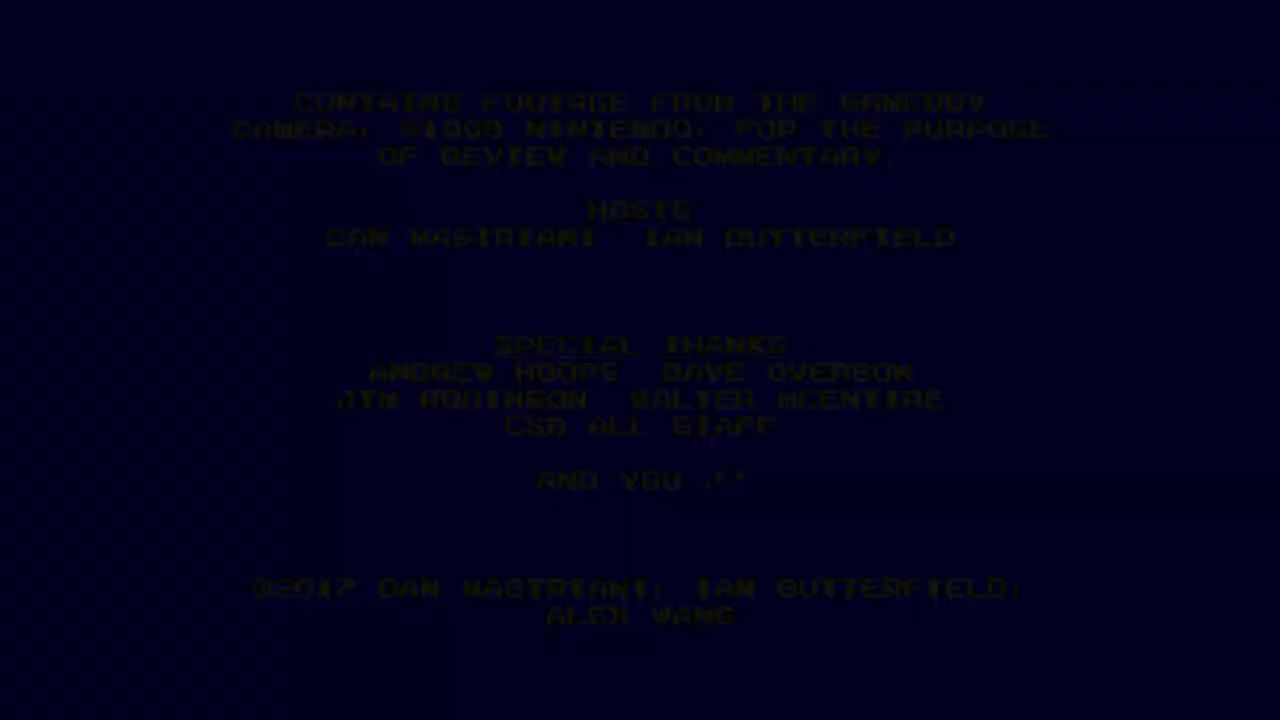 CONTAINS FOOTAGE FROM THE GAMEBOY
CAMERA, ©1998 NINTENDO, FOR THE PURPOSE
OF REVIEW AND COMMENTARY.
HOSTS
DAN MASTRIANI IAN BUTTERFIELD
SPECIAL THANKS
ANDREW HOOPS DAVE
JIM ROBINSON WALTER MCENTIRE
ALL STAFF
AND YOU
©2017 DAN MASTRIANI, IAN BUTTERFIELD,
ALEX WANG